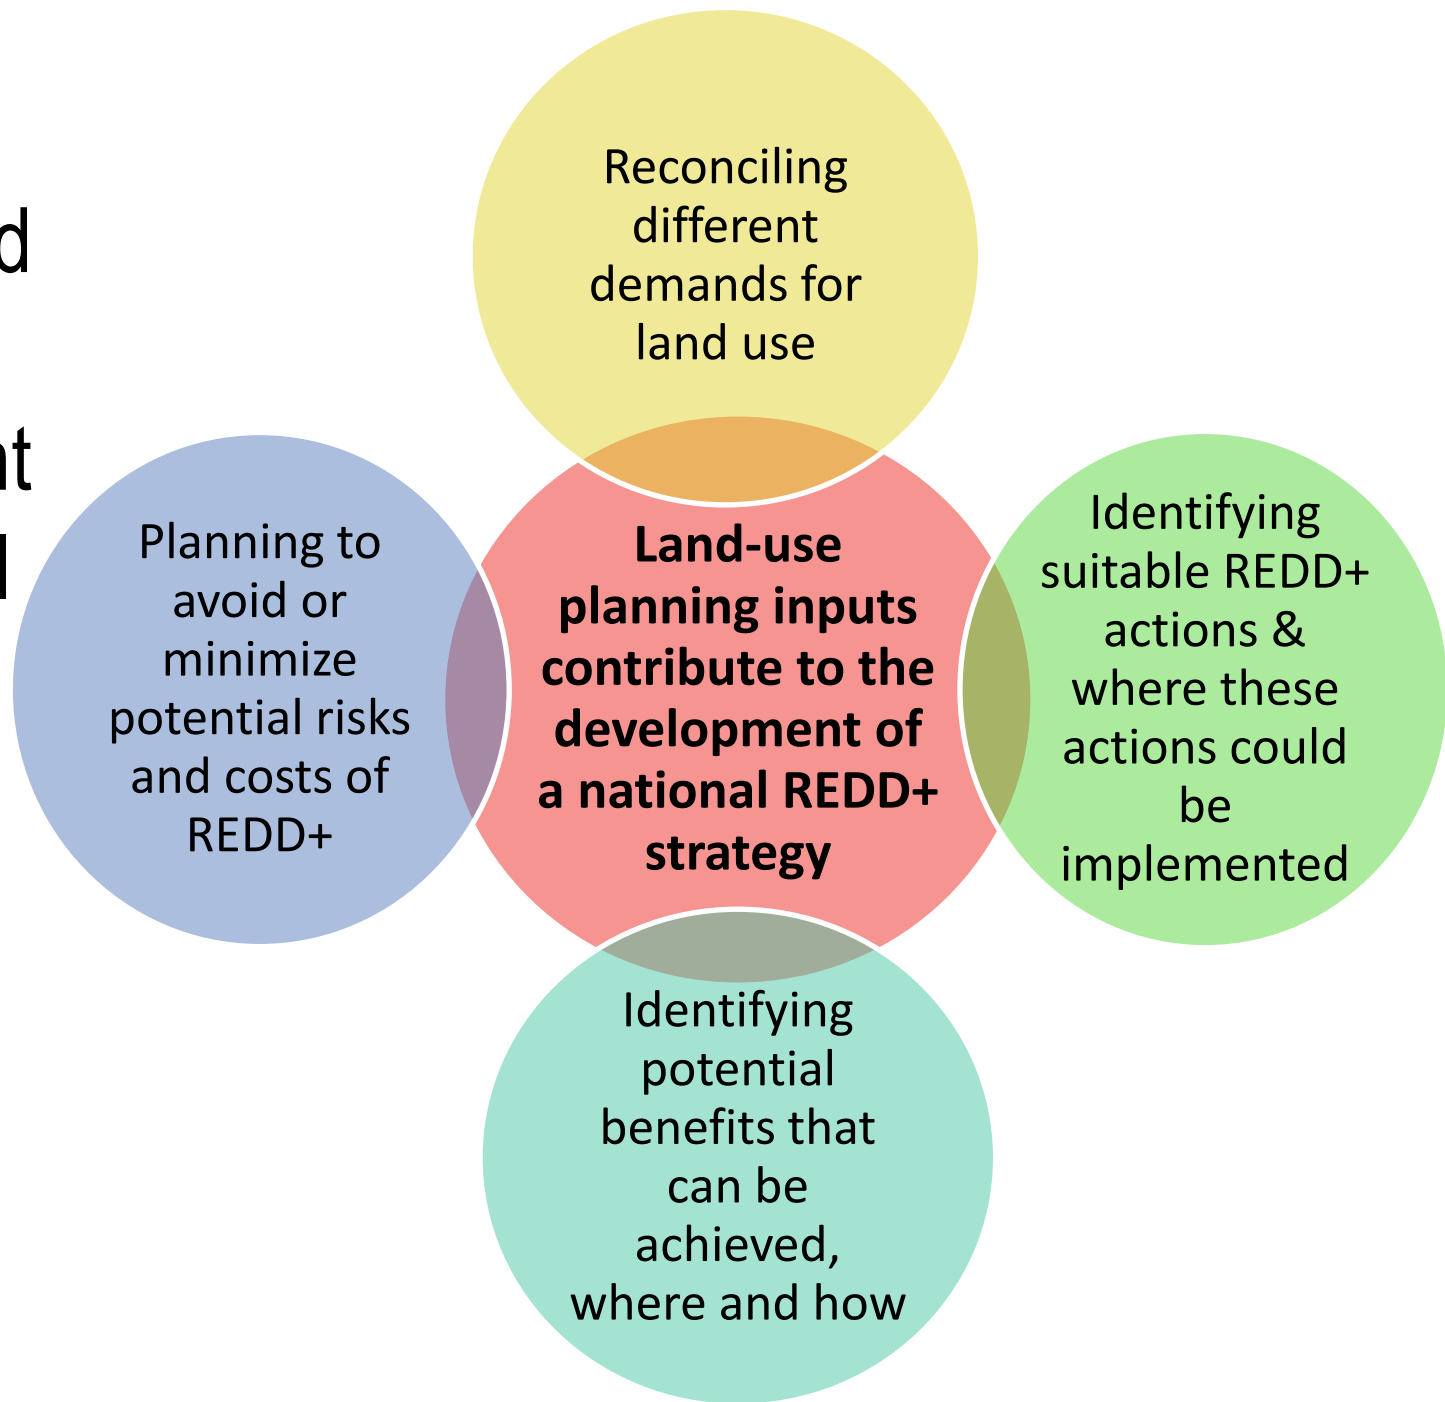 Reconciling
different
demands for
land use
Planning to
avoid or
minimize
potential risks
and costs of
REDD+
Land-use
planning inputs
contribute to the
development of
a national REDD+
strategy
Identifying
suitable REDD+
actions &
where these
actions could
be
implemented
Identifying
potential
benefits that
can be
achieved,
where and how